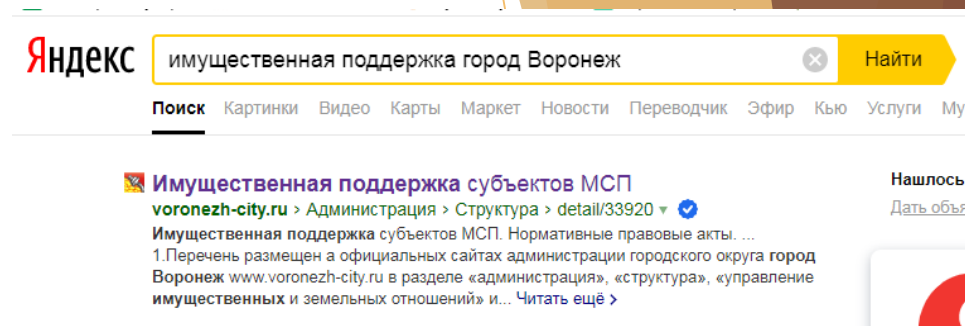 Яндекс имущественная поддержка город Воронеж Найти
Поиск Картинки Видео Карты Маркет Новости Переводчик Эфир Кью Услуги Му
Имущественная поддержка субъектов МСП Нашлось
voronezh-city.ru > Администрация > Структура > detail/33920 Дать объя
Имущественная поддержка субъектов МСП. Нормативные правовые акты. ...
1.Перечень размещен а официальных сайтах администрации городского округа город
Воронеж www.voronezh-city.ru в разделе «администрация», «структура», «управление
имущественных и земельных отношений» и... Читать ещё >